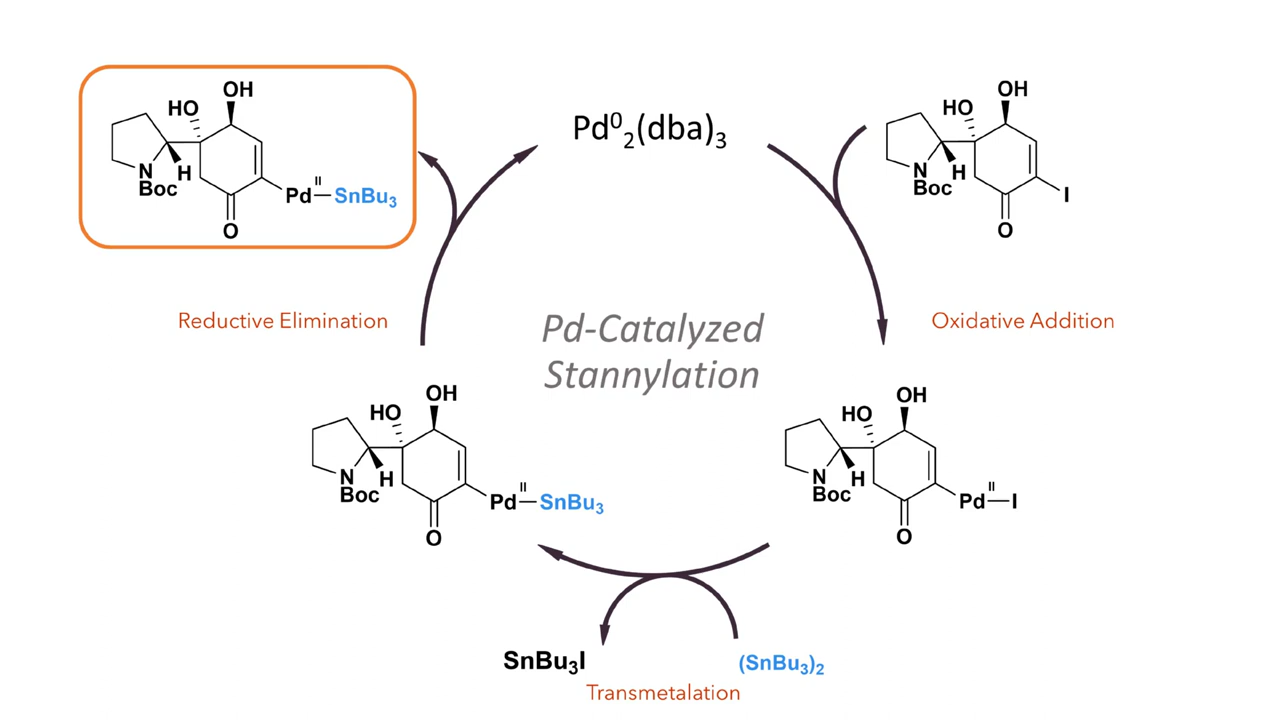 OH
HO
N
H
Boc
O
Pd
II
SnBu₃
Pd⁰₂(dba)₃
OH
HO
N
H
Boc
O
I
Reductive Elimination
Pd-Catalyzed
Stannylation
Oxidative Addition
OH
HO
N
H
Boc
O
Pd
II
SnBu₃
OH
HO
N
H
Boc
O
Pd
II
I
SnBu₃I
(SnBu₃)₂
Transmetalation